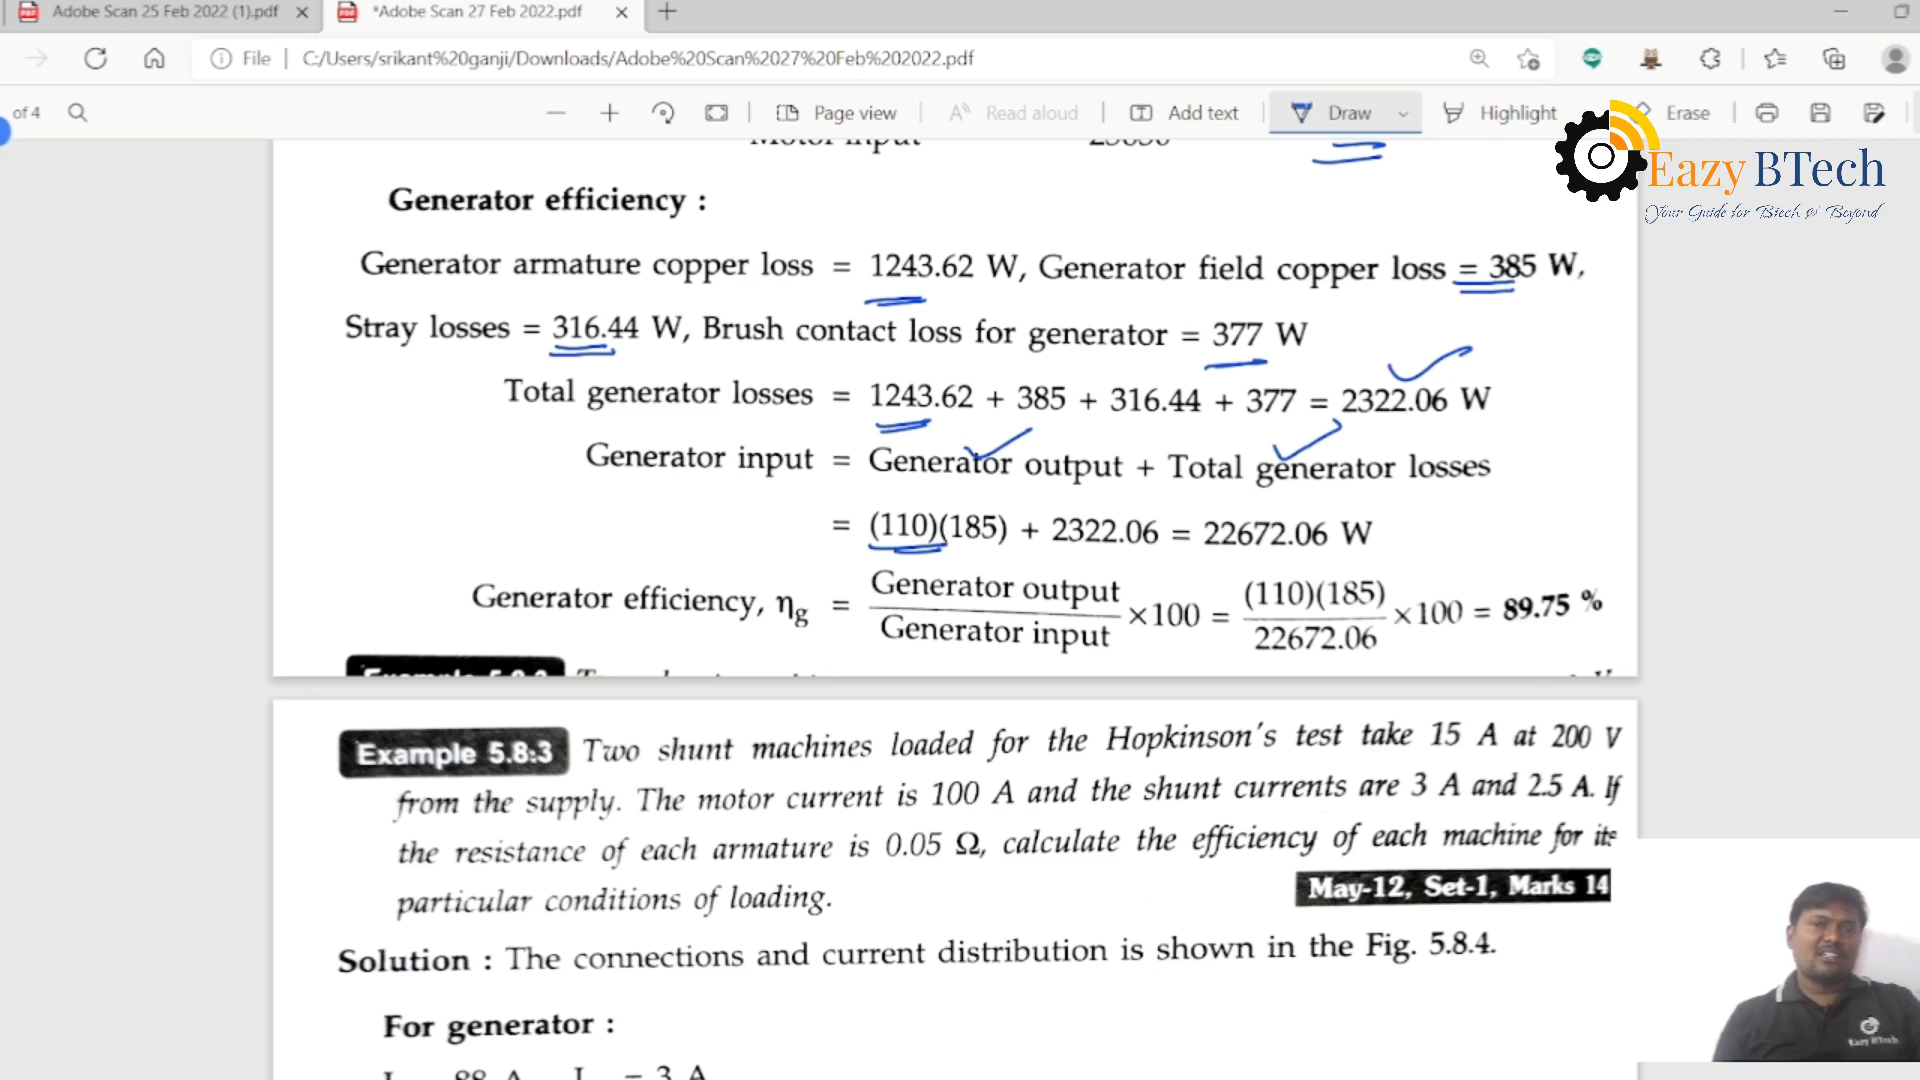 Adobe Scan 25 Feb 2022 (1).pdf
*Adobe Scan 27 Feb 2022.pdf
File
C:/Users/srikant%20ganji/Downloads/Adobe%20Scan%2027%20Feb%202022.pdf
of 4
Page view
Read aloud
Add text
Draw
Highlight
Erase
Eazy BTech
Your Guide for Btech & Beyond
Motor input
Generator efficiency :
Generator armature copper loss = 1243.62 W, Generator field copper loss = 385 W,
Stray losses = 316.44 W, Brush contact loss for generator = 377 W
Total generator losses = 1243.62 + 385 + 316.44 + 377 = 2322.06 W
Generator input = Generator output + Total generator losses
= (110)(185) + 2322.06 = 22672.06 W
Generator efficiency, ηg = Generator output / Generator input ×100 = (110)(185) / 22672.06 ×100 = 89.75 %
Example 5.8.3 Two shunt machines loaded for the Hopkinson's test take 15 A at 200 V
from the supply. The motor current is 100 A and the shunt currents are 3 A and 2.5 A. If
the resistance of each armature is 0.05 Ω, calculate the efficiency of each machine for its
particular conditions of loading.
May-12, Set-1, Marks 14
Solution : The connections and current distribution is shown in the Fig. 5.8.4.
For generator :
Eazy BTech